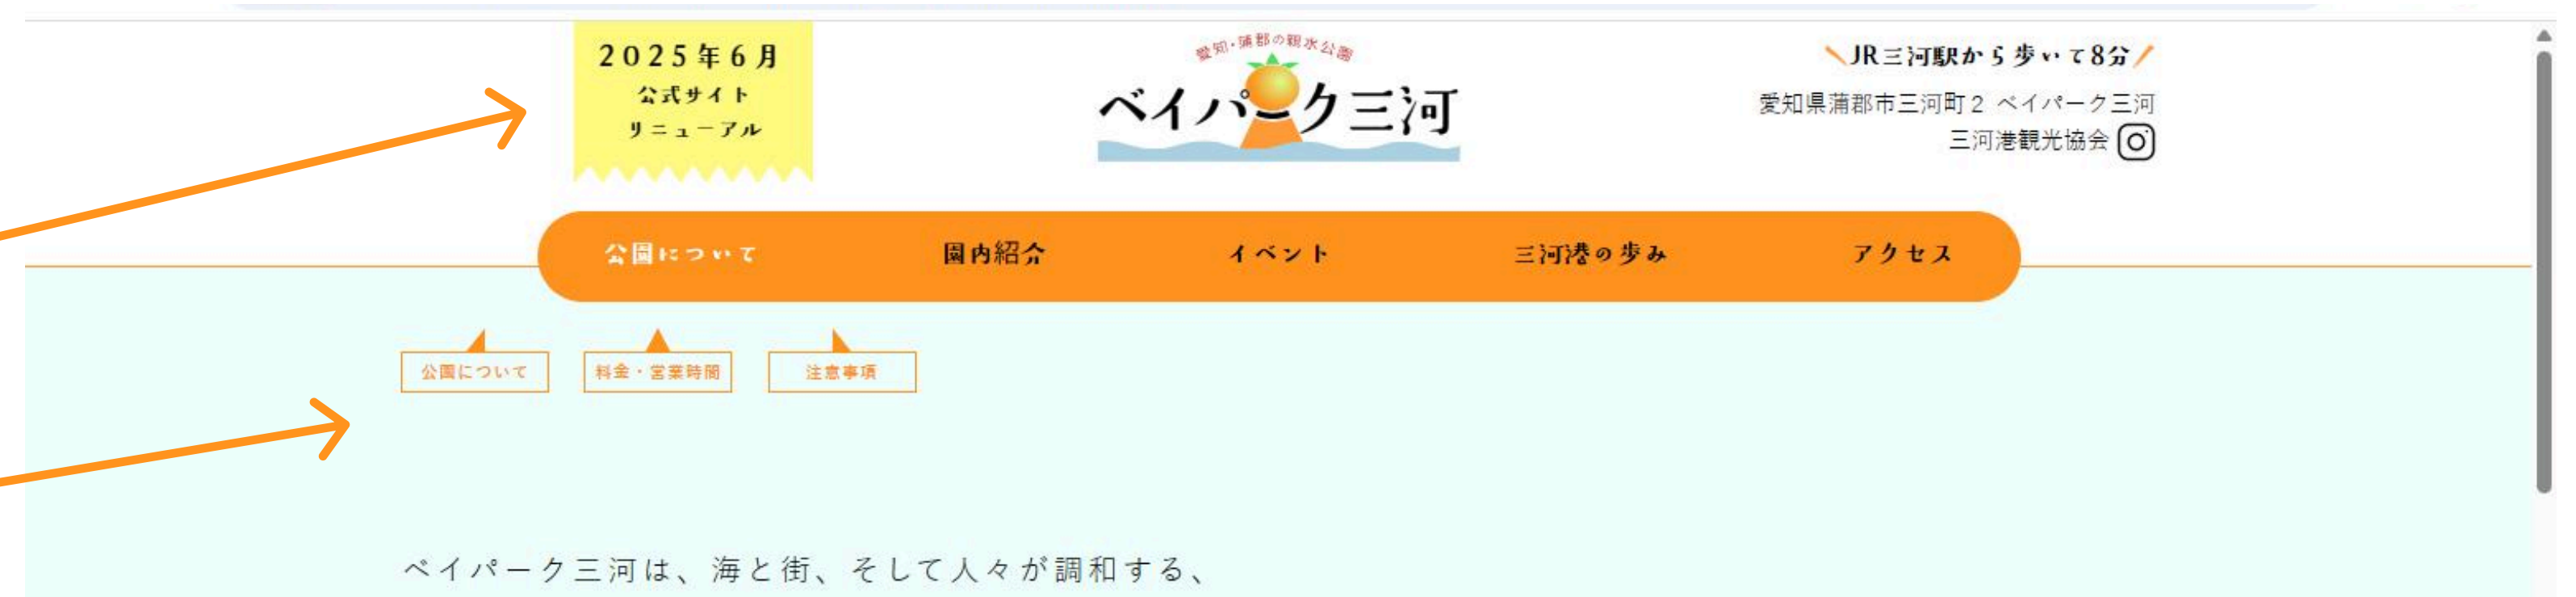 2025年6月
公式サイト
リニューアル
愛知・蒲郡の親水公園
ベイパーク三河
＼JR三河駅から歩いて8分／
愛知県蒲郡市三河町2 ベイパーク三河
三河港観光協会
公園について
園内紹介
イベント
三河港の歩み
アクセス
公園について
料金・営業時間
注意事項
ベイパーク三河は、海と街、そして人々が調和する、